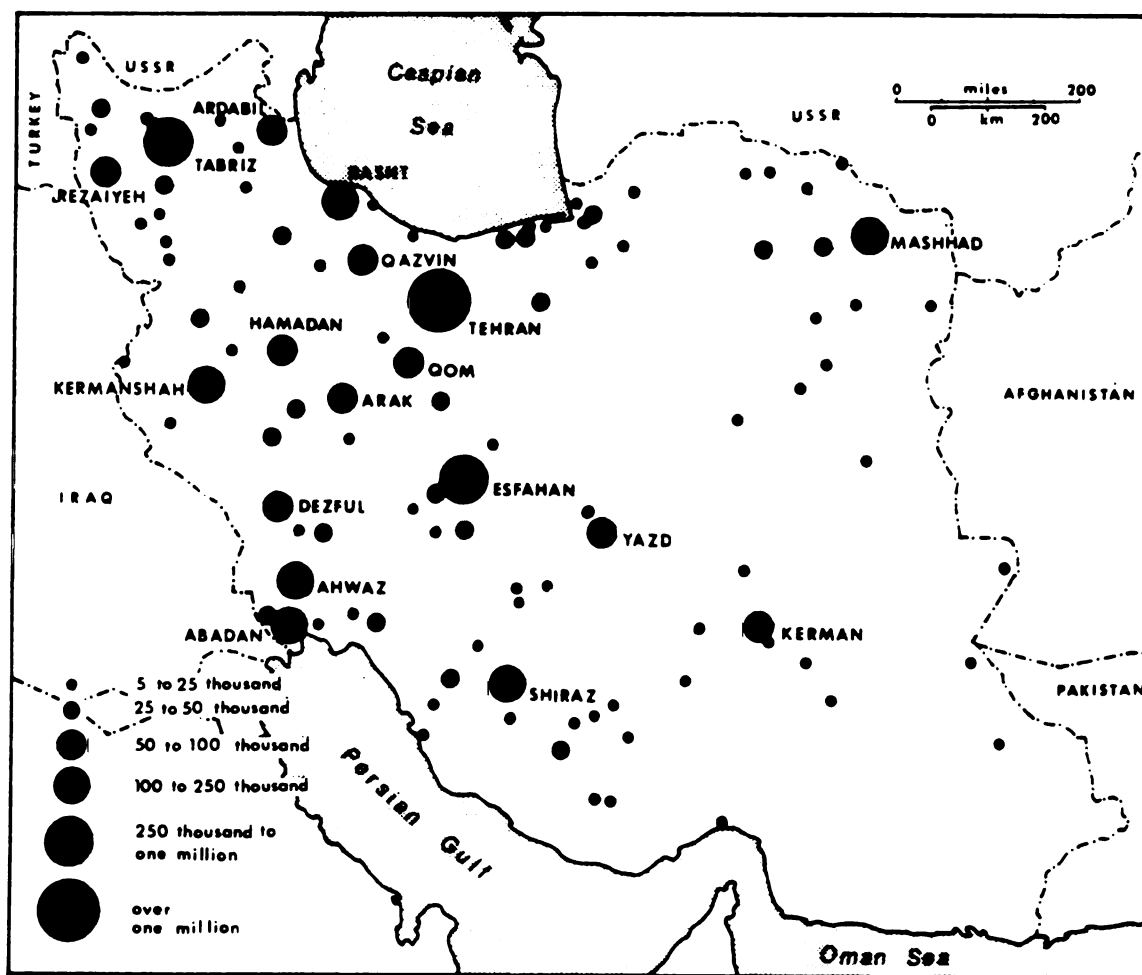 Caspian
Sea
USSR
ARDABIL
TURKEY
TABRIZ
REZAIYEH
RASHT
0 miles 200
0 km 200
USSR
MASHHAD
QAZVIN
TEHRAN
HAMADAN
QOM
KERMANSHAH
ARAK
AFGHANISTAN
IRAQ
ESFAHAN
DEZFUL
YAZD
AHWAZ
ABADAN
KERMAN
SHIRAZ
PAKISTAN
5 to 25 thousand
25 to 50 thousand
50 to 100 thousand
100 to 250 thousand
250 thousand to
one million
over
one million
Persian Gulf
Oman Sea